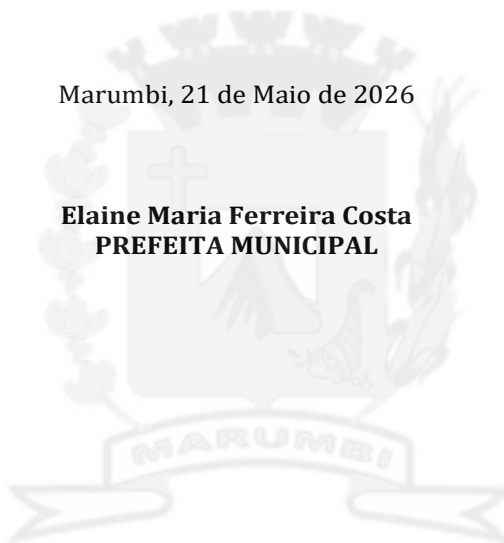 Marumbi, 21 de Maio de 2026
Elaine Maria Ferreira Costa
PREFEITA MUNICIPAL
MARUMBI